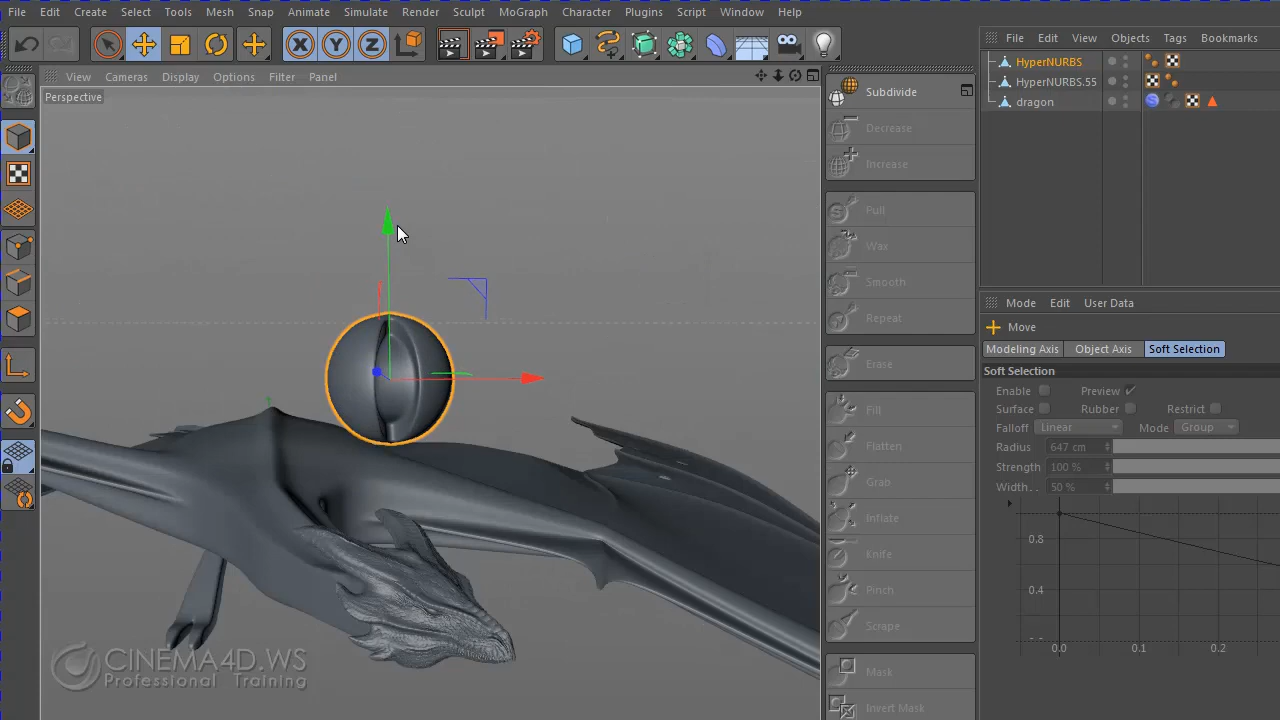 File Edit Create Select Tools Mesh Snap Animate Simulate Render Sculpt MoGraph Character Plugins Script Window Help
File Edit View Objects Tags Bookmarks
View Cameras Display Options Filter Panel
Perspective
HyperNURBS
HyperNURBS.55
dragon
Subdivide
Decrease
Increase
Pull
Wax
Smooth
Repeat
Erase
Fill
Flatten
Grab
Inflate
Knife
Pinch
Scrape
Mask
Invert Mask
Mode Edit User Data
Move
Modeling Axis Object Axis Soft Selection
Soft Selection
Enable Preview
Surface Rubber Restrict
Falloff Linear Mode Group
Radius 647 cm
Strength 100 %
Width.. 50 %
0.8
0.4
0.0 0.1 0.2
CINEMA4D.WS
Professional Training